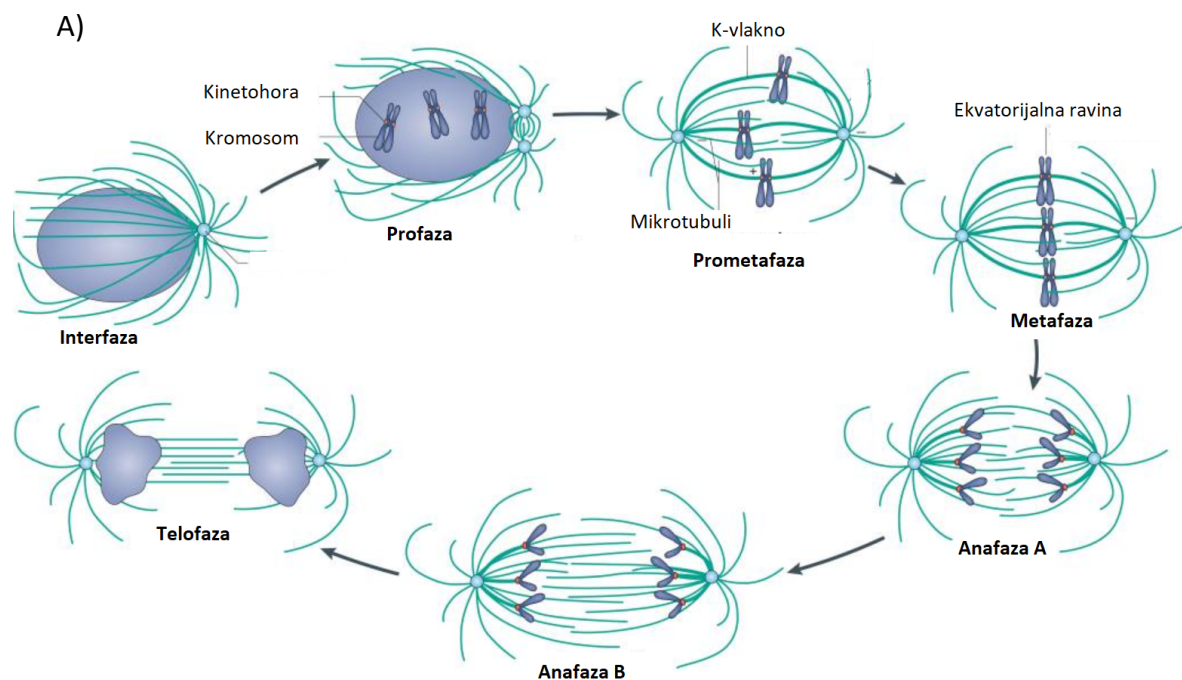 A)
K-vlakno
Kinetohora
Kromosom
Ekvatorijalna ravina
Profaza
+
-
Mikrotubuli
Prometafaza
Interfaza
Metafaza
Telofaza
Anafaza A
Anafaza B